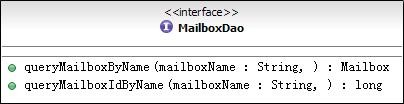 <<interface>>
MailboxDao
queryMailboxByName(mailboxName : String, ) : Mailbox
queryMailboxIdByName(mailboxName : String, ) : long